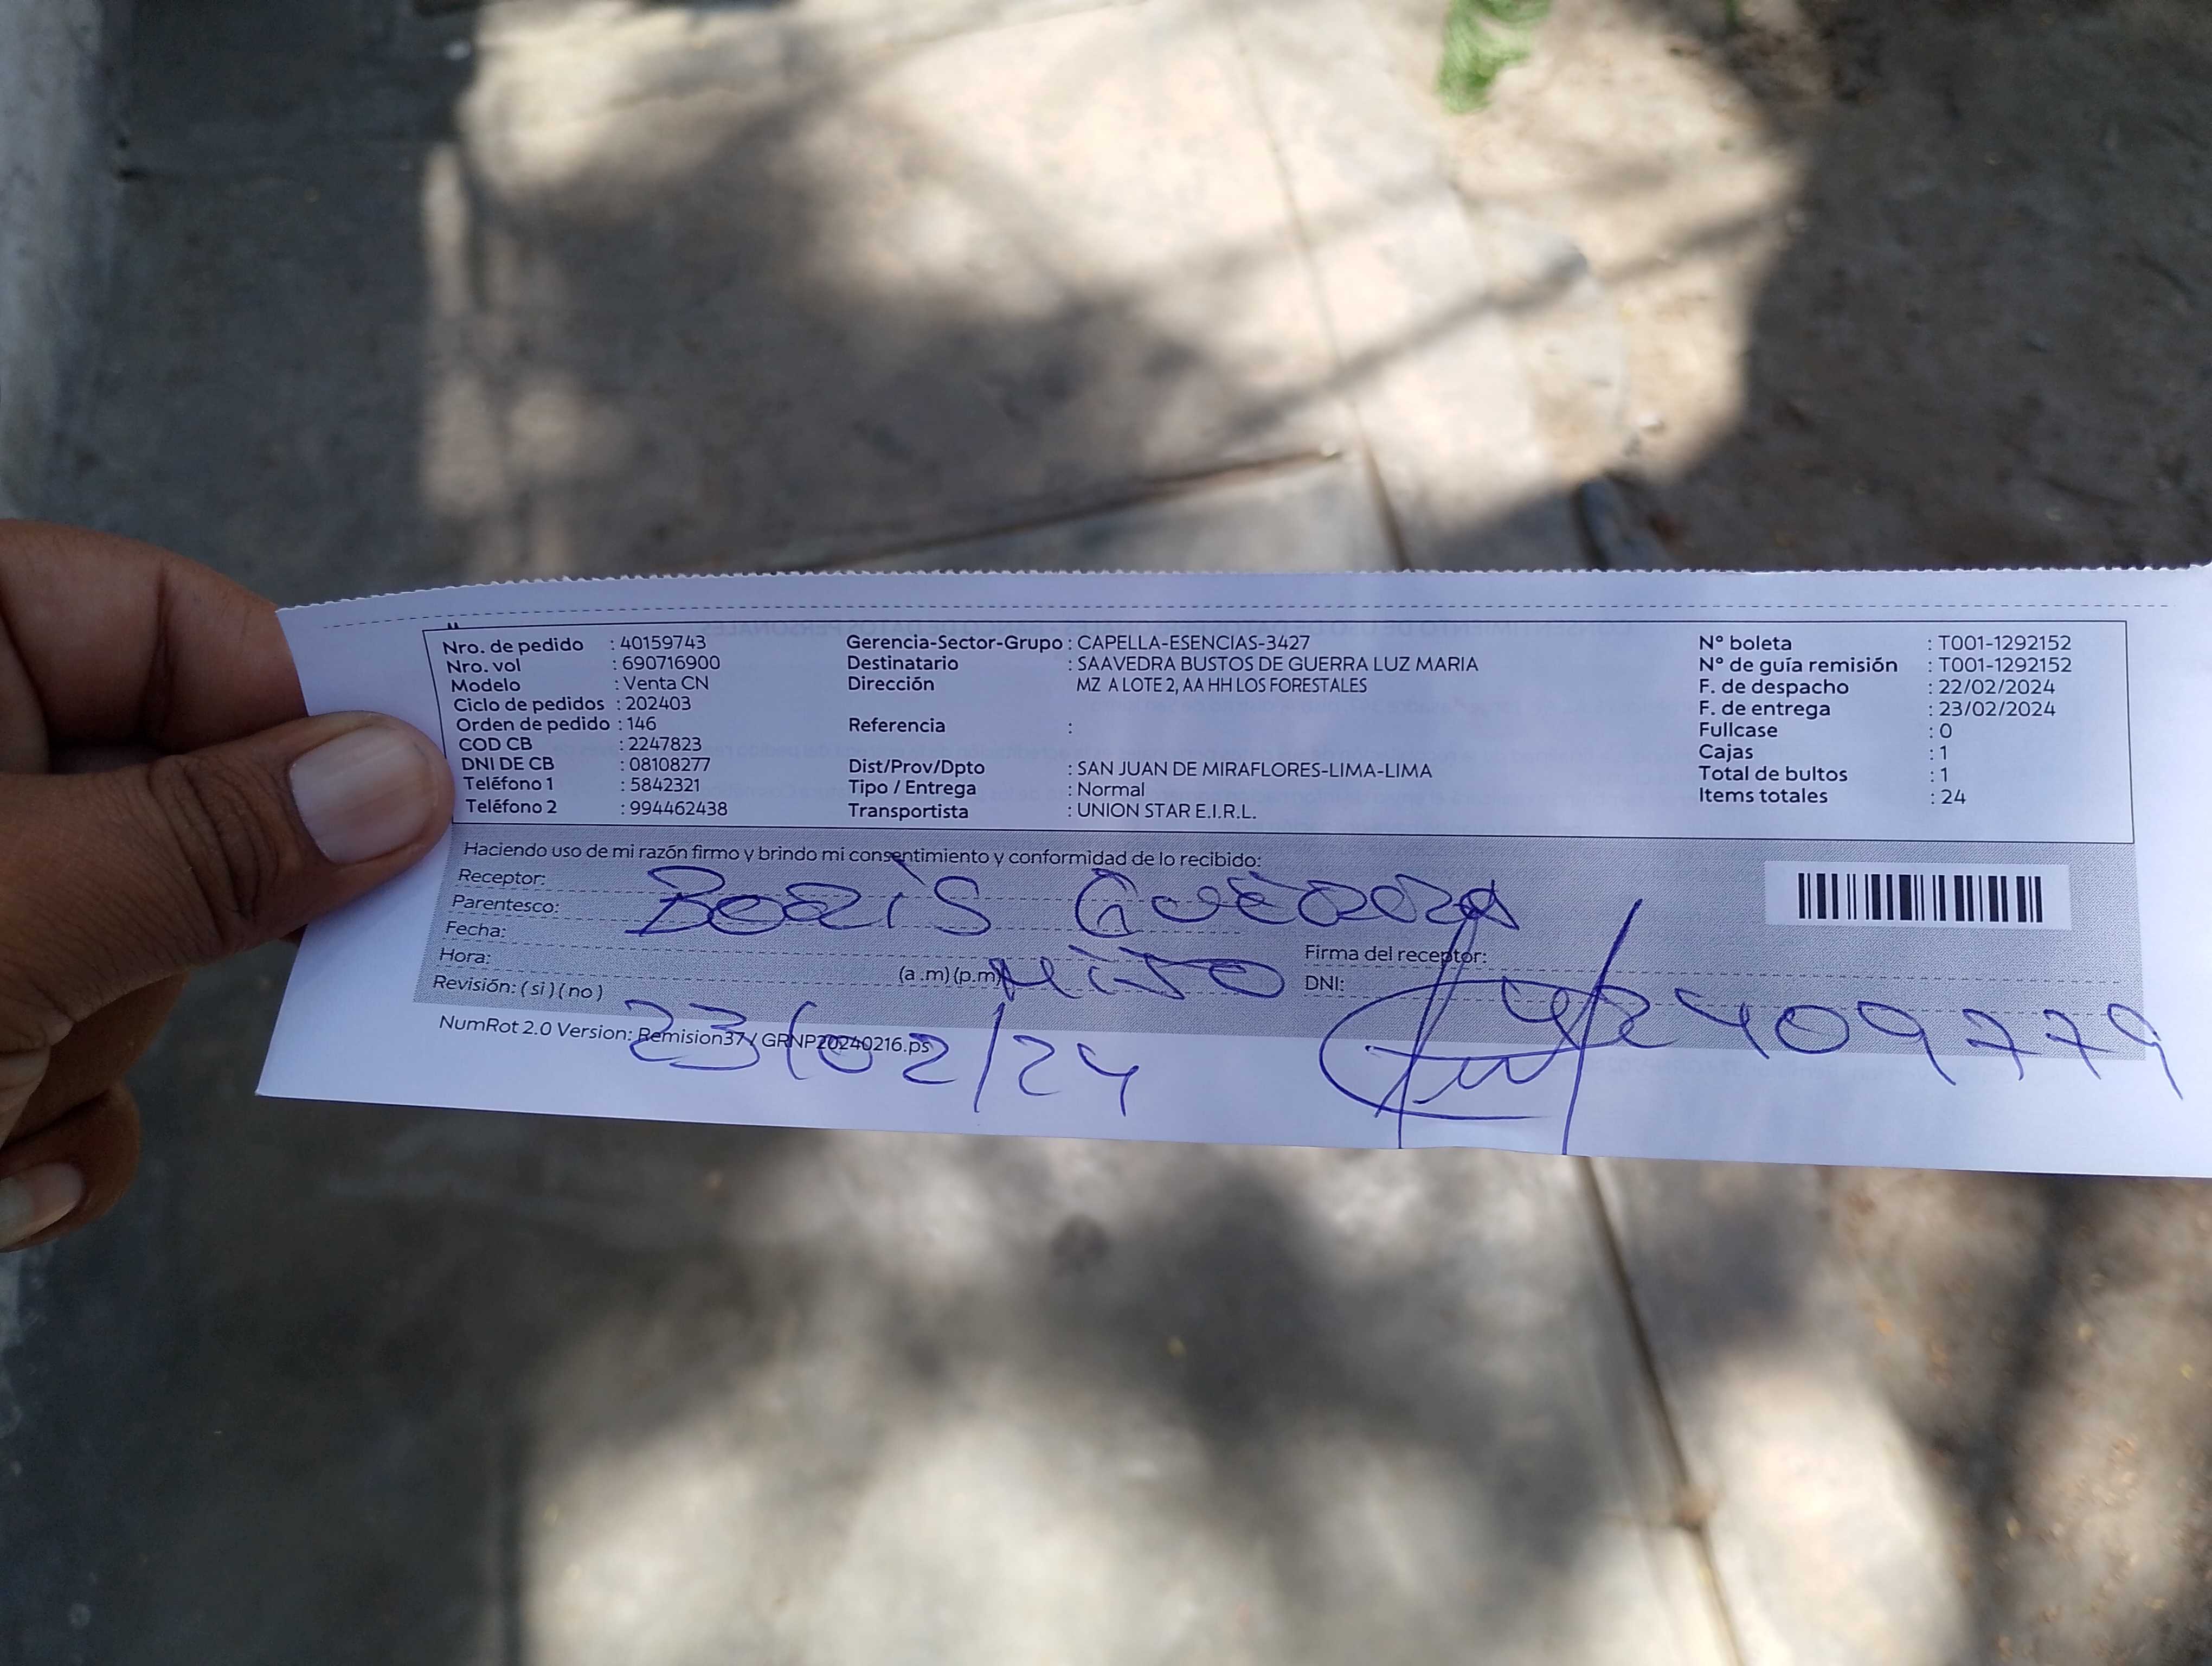 Nro. de pedido : 40159743
Nro. vol : 690716900
Modelo : Venta CN
Ciclo de pedidos : 202403
Orden de pedido : 146
COD CB : 2247823
DNI DE CB : 08108277
Teléfono 1 : 5842321
Teléfono 2 : 994462438
Gerencia-Sector-Grupo : CAPELLA-ESENCIAS-3427
Destinatario : SAAVEDRA BUSTOS DE GUERRA LUZ MARIA
Dirección MZ A LOTE 2, AA HH LOS FORESTALES
Referencia :
Dist/Prov/Dpto : SAN JUAN DE MIRAFLORES-LIMA-LIMA
Tipo / Entrega : Normal
Transportista : UNION STAR E.I.R.L.
N° boleta : T001-1292152
N° de guía remisión : T001-1292152
F. de despacho : 22/02/2024
F. de entrega : 23/02/2024
Fullcase : 0
Cajas : 1
Total de bultos : 1
Items totales : 24
Haciendo uso de mi razón firmo y brindo mi consentimiento y conformidad de lo recibido:
Receptor: Boris
Parentesco:
Fecha:
Hora: (a .m) (p.m) Hijo
Revisión: ( si ) ( no )
Firma del receptor:
DNI: 42409779
NumRot 2.0 Version: Remision37 / GRNP20240216.ps
23/02/24